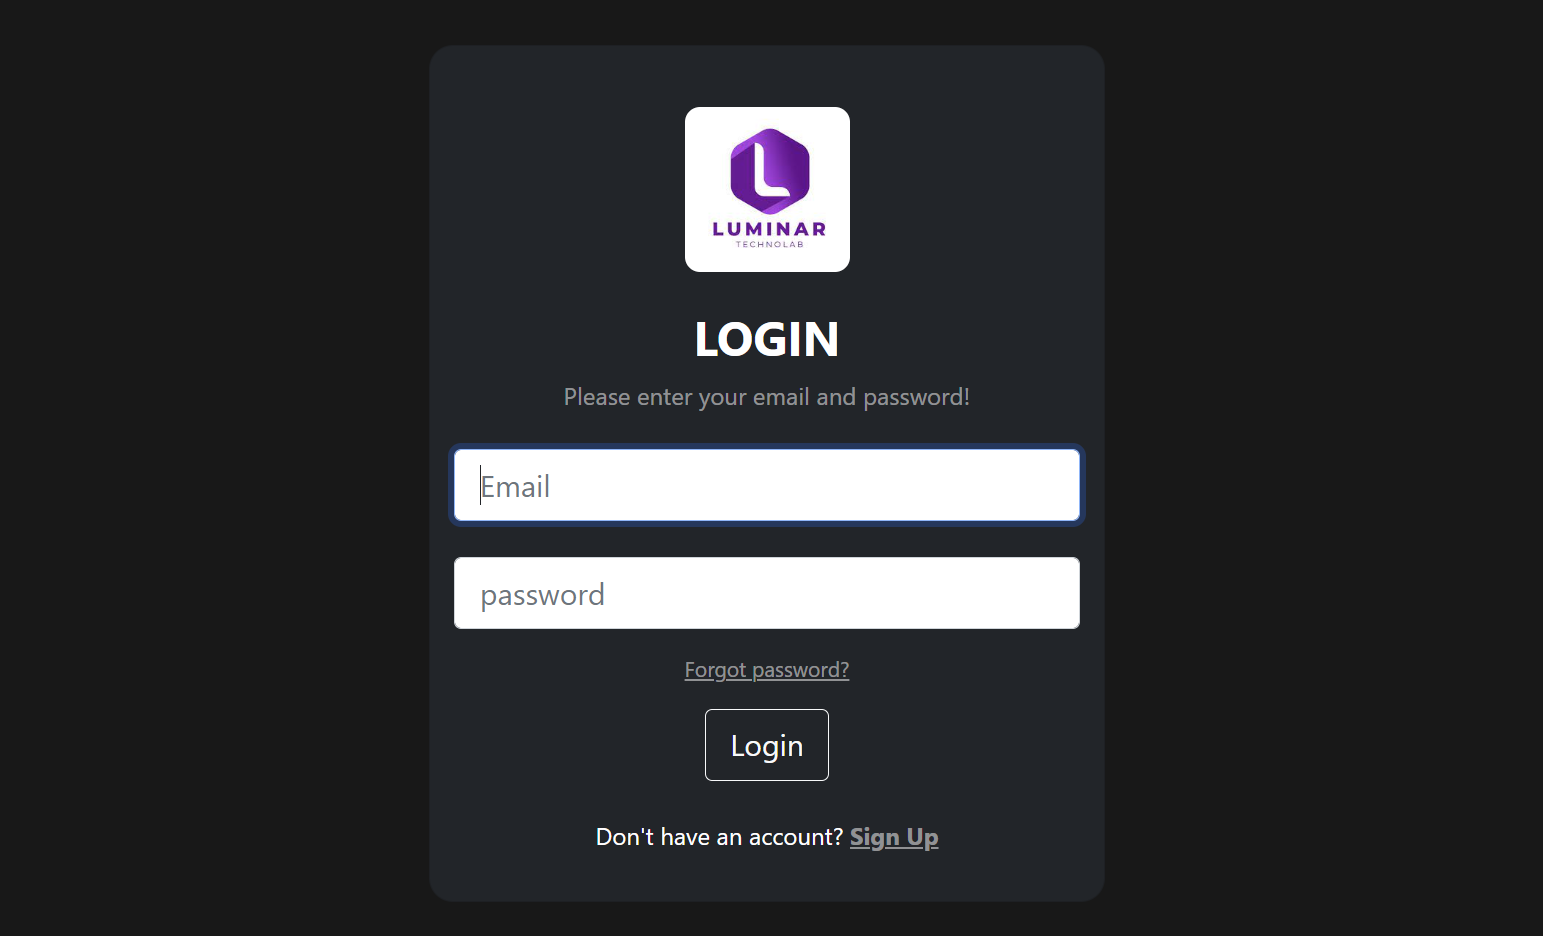 LUMINAR
TECHNOLAB
LOGIN
Please enter your email and password!
Email
password
Forgot password?
Login
Don't have an account? Sign Up